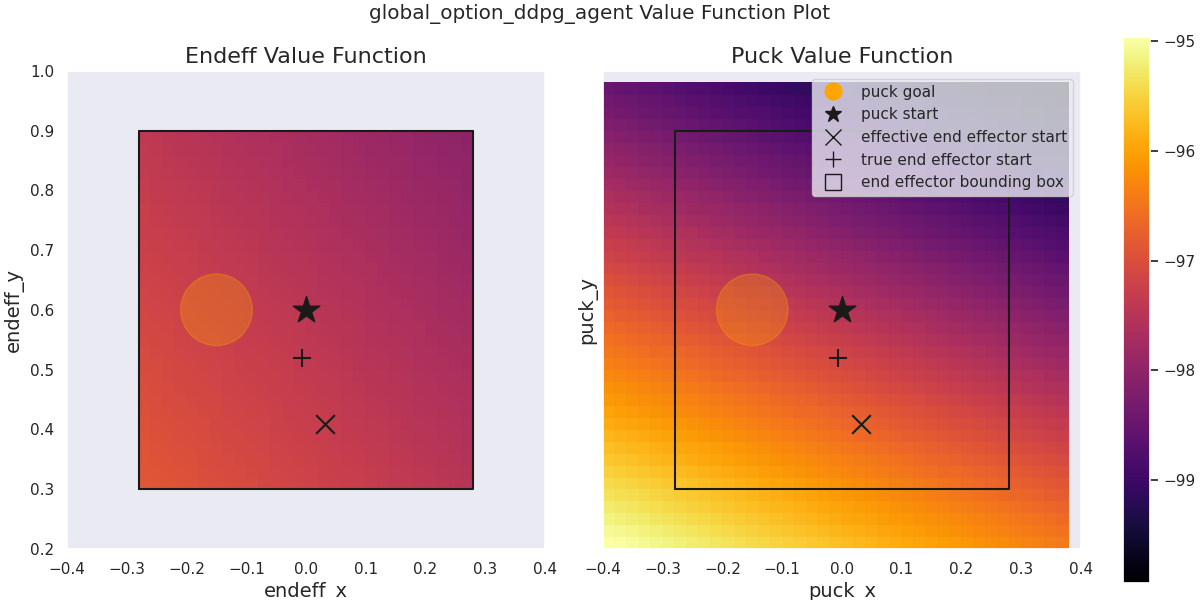 global_option_ddpg_agent Value Function Plot
Endeff Value Function
1.0
0.9
0.8
0.7
0.6
0.5
0.4
0.3
0.2
endeff_y
−0.4 −0.3 −0.2 −0.1 0.0 0.1 0.2 0.3 0.4
endeff_x
Puck Value Function
puck goal
puck start
effective end effector start
true end effector start
end effector bounding box
puck_y
−0.4 −0.3 −0.2 −0.1 0.0 0.1 0.2 0.3 0.4
puck_x
−95
−96
−97
−98
−99